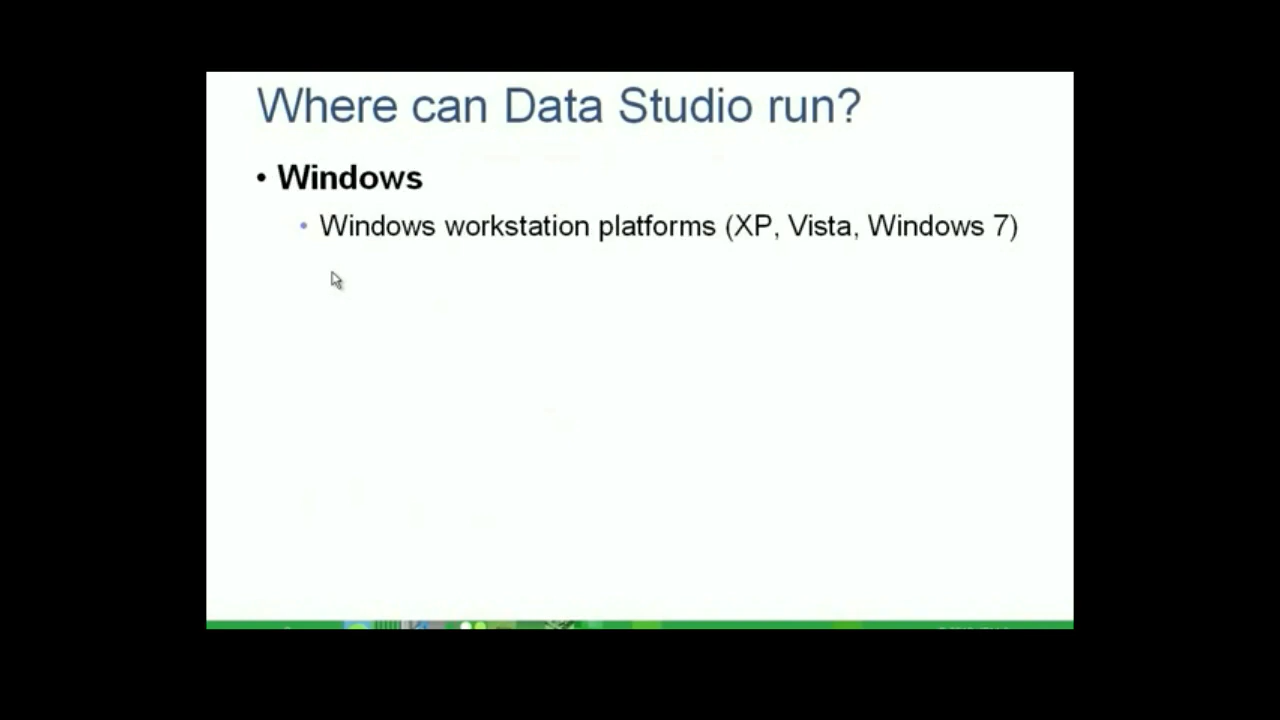 Where can Data Studio run?
• Windows
• Windows workstation platforms (XP, Vista, Windows 7)